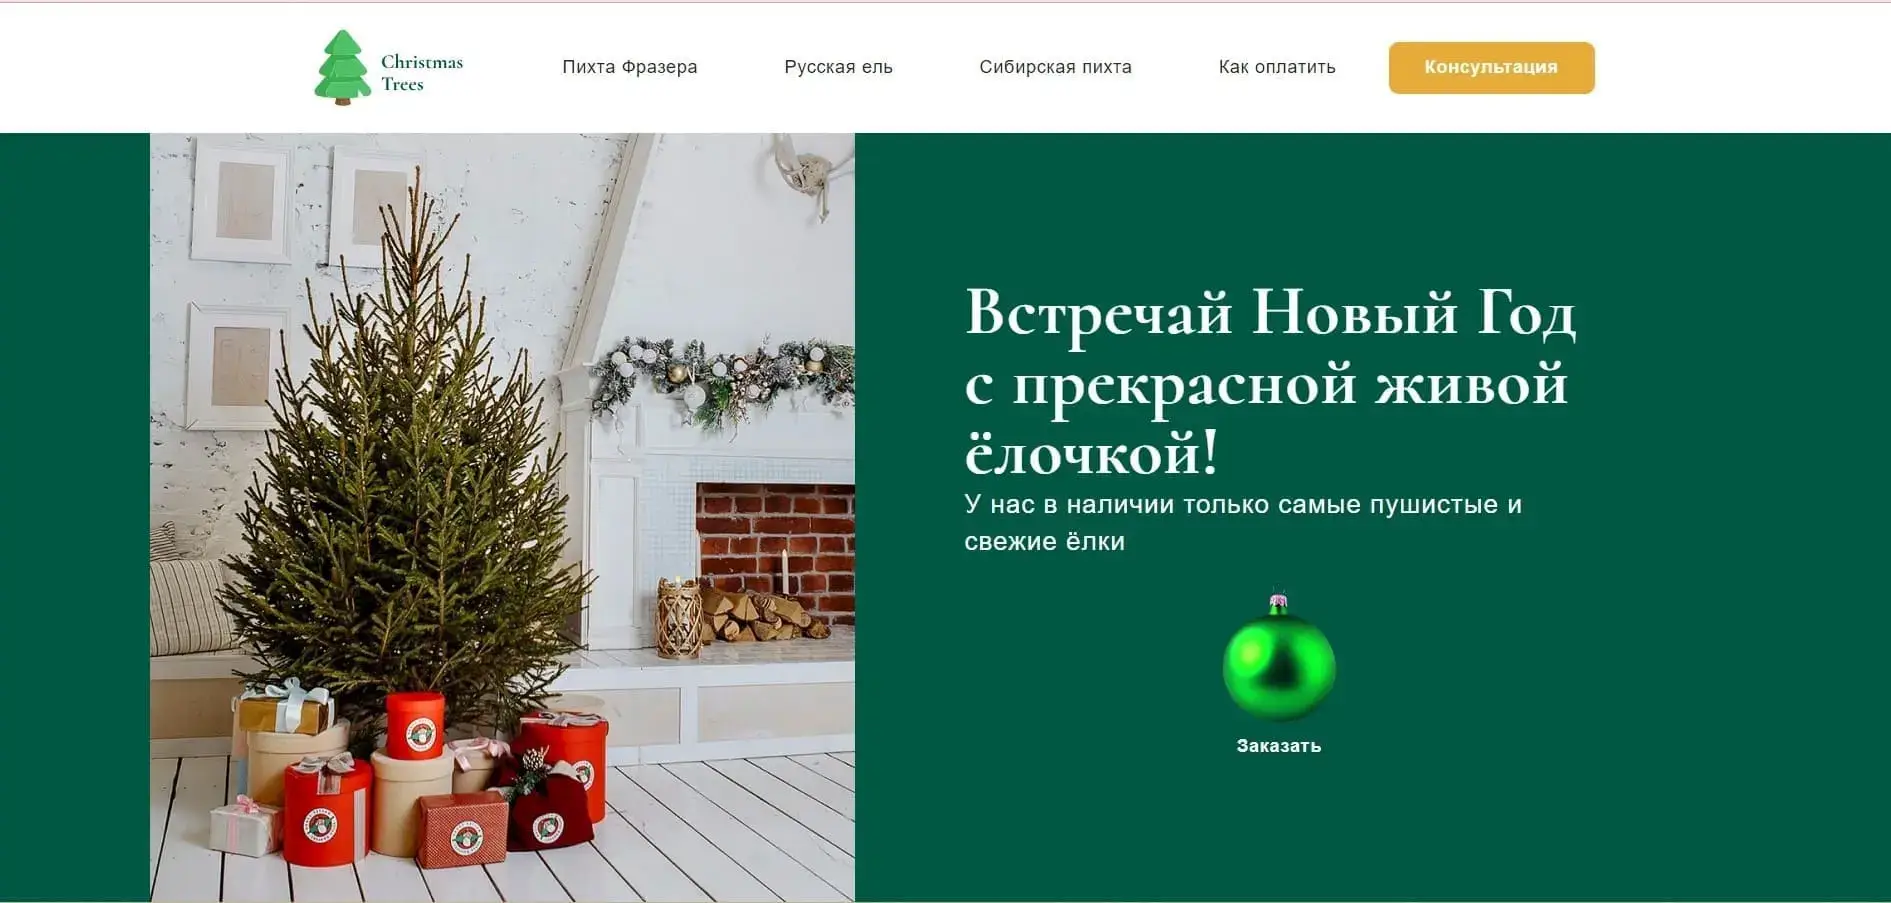 Christmas
Trees
Пихта Фразера
Русская ель
Сибирская пихта
Как оплатить
Консультация
Встречай Новый Год
с прекрасной живой
ёлочкой!
У нас в наличии только самые пушистые и
свежие ёлки
Заказать